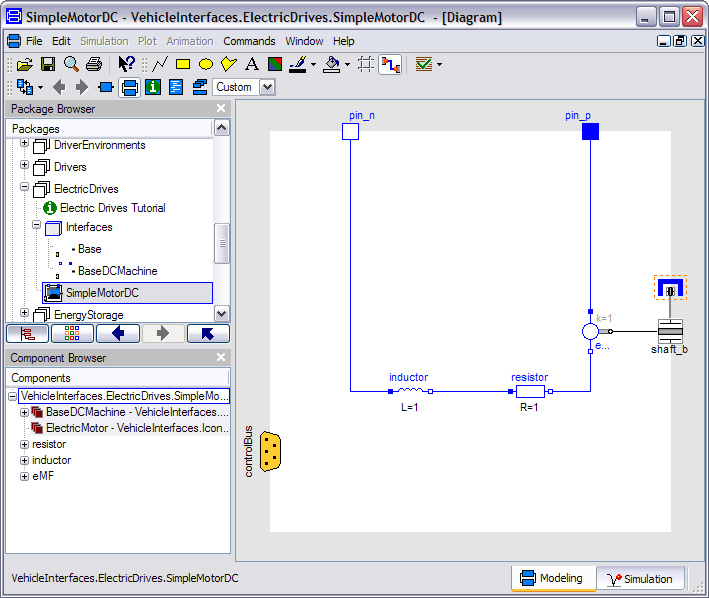 SimpleMotorDC - VehicleInterfaces.ElectricDrives.SimpleMotorDC - [Diagram]
File Edit Simulation Plot Animation Commands Window Help
Custom
Package Browser
Packages
DriverEnvironments
Drivers
ElectricDrives
Electric Drives Tutorial
Interfaces
Base
BaseDCMachine
SimpleMotorDC
EnergyStorage
Component Browser
Components
VehicleInterfaces.ElectricDrives.SimpleMo...
BaseDCMachine - VehicleInterfaces....
ElectricMotor - VehicleInterfaces.Icon...
resistor
inductor
eMF
pin_n
pin_p
k=1
e...
shaft_b
inductor
L=1
resistor
R=1
controlBus
VehicleInterfaces.ElectricDrives.SimpleMotorDC
Modeling
Simulation